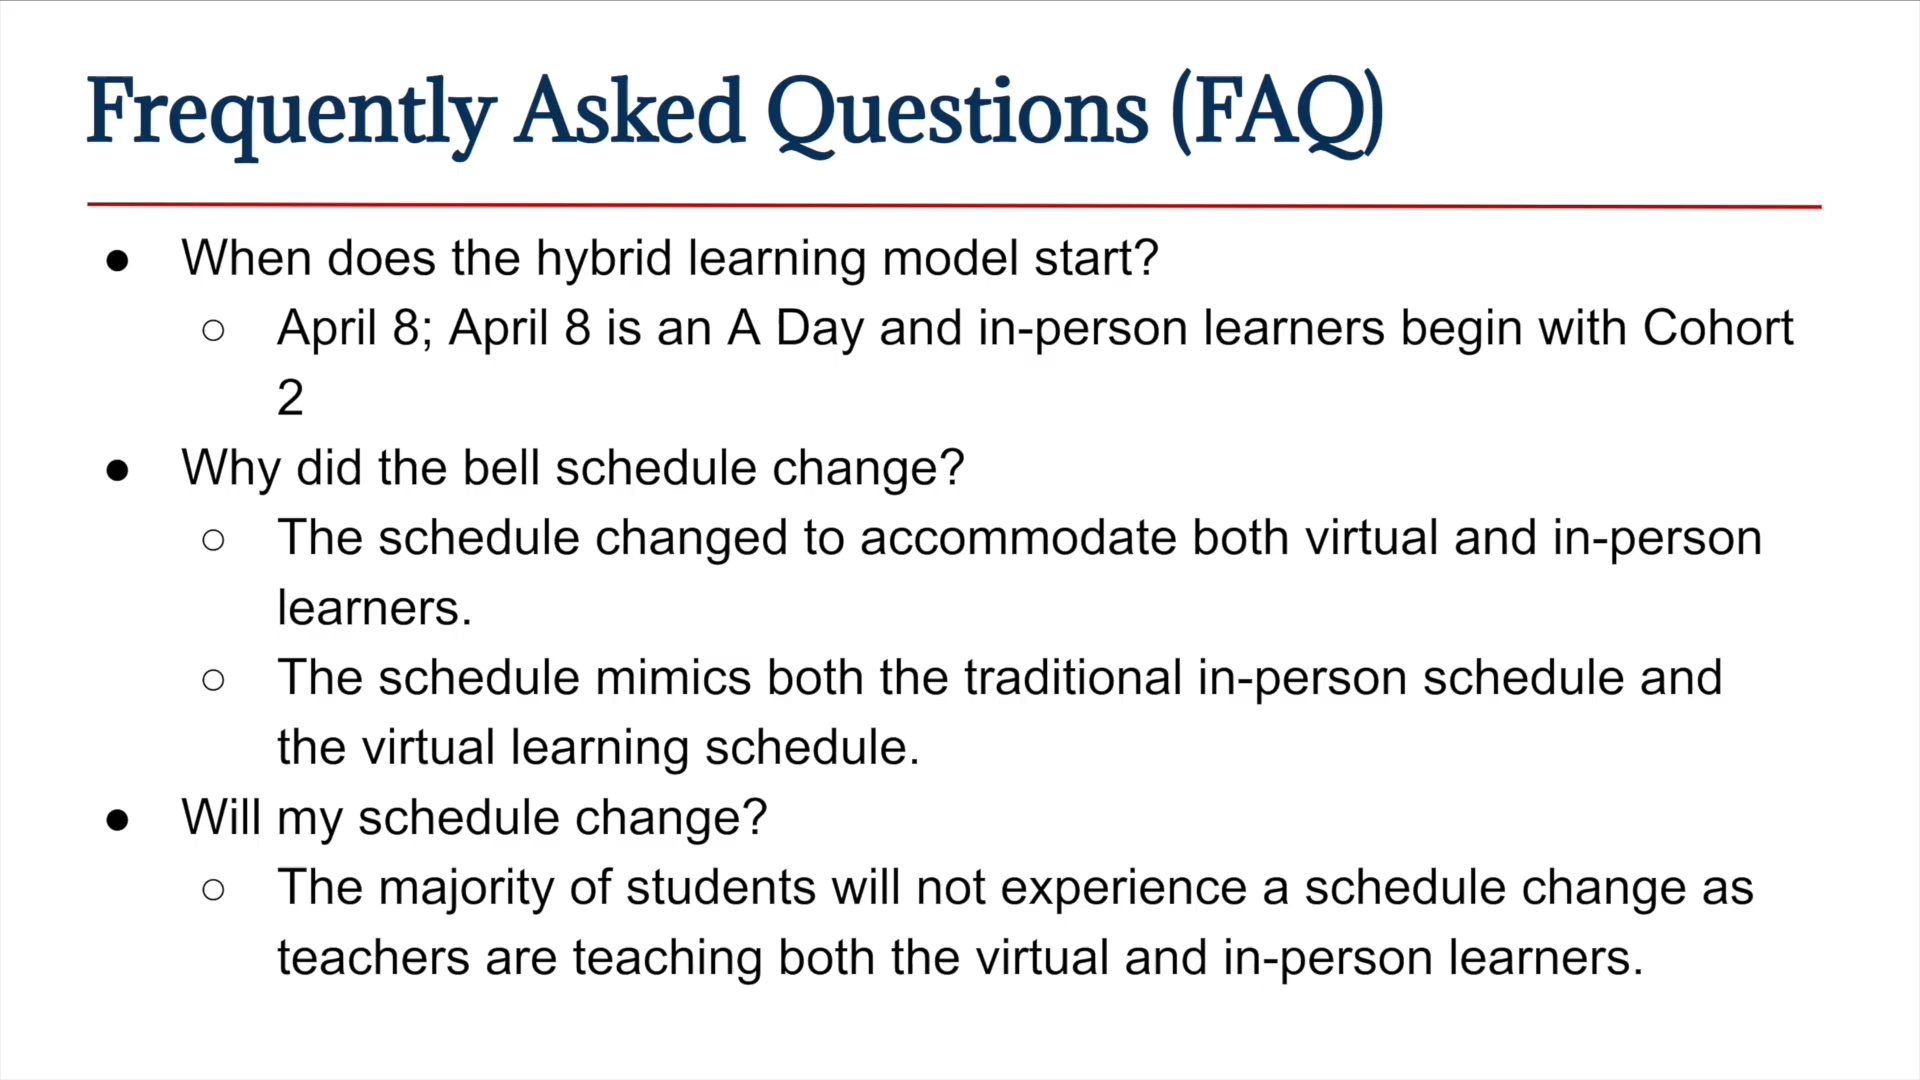 Frequently Asked Questions (FAQ)
● When does the hybrid learning model start?
○ April 8; April 8 is an A Day and in-person learners begin with Cohort
2
● Why did the bell schedule change?
○ The schedule changed to accommodate both virtual and in-person
learners.
○ The schedule mimics both the traditional in-person schedule and
the virtual learning schedule.
● Will my schedule change?
○ The majority of students will not experience a schedule change as
teachers are teaching both the virtual and in-person learners.